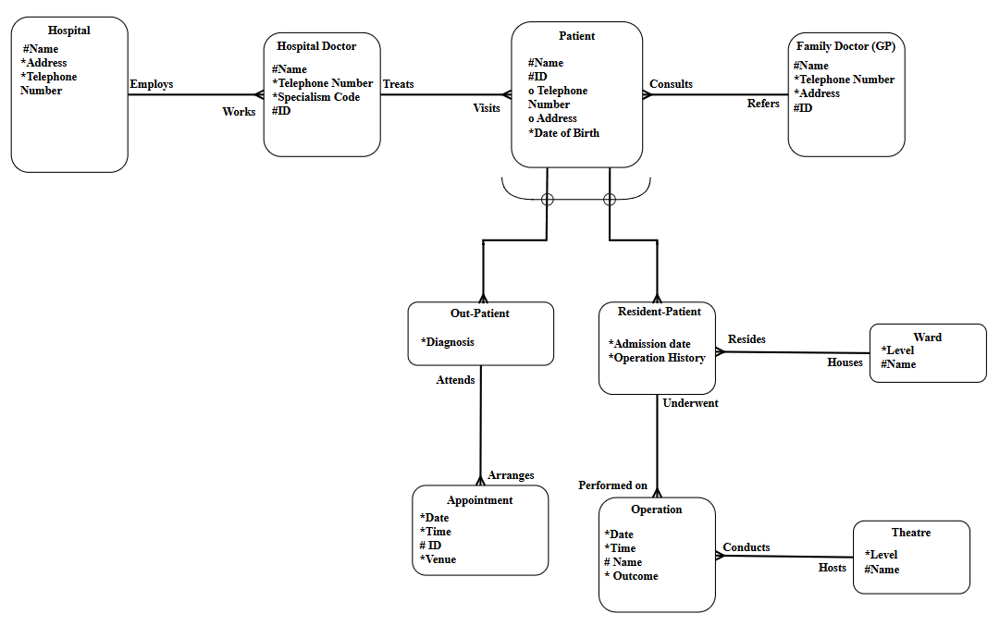 Hospital
#Name
*Address
*Telephone
Number
Employs
Works
Hospital Doctor
#Name
*Telephone Number
*Specialism Code
#ID
Treats
Visits
Patient
#Name
#ID
o Telephone
Number
o Address
*Date of Birth
Consults
Refers
Family Doctor (GP)
#Name
*Telephone Number
*Address
#ID
Out-Patient
*Diagnosis
Attends
Arranges
Resident-Patient
*Admission date
*Operation History
Resides
Houses
Ward
*Level
#Name
Underwent
Performed on
Appointment
*Date
*Time
# ID
*Venue
Operation
*Date
*Time
# Name
* Outcome
Conducts
Hosts
Theatre
*Level
#Name